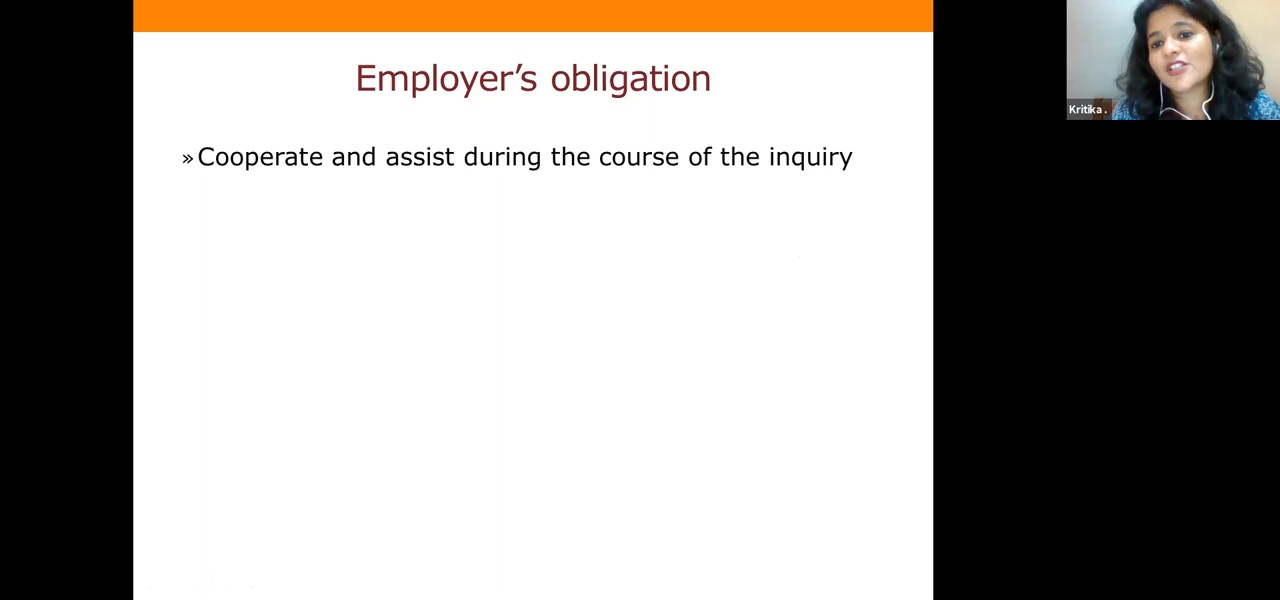 Employer’s obligation
» Cooperate and assist during the course of the inquiry
Kritika .